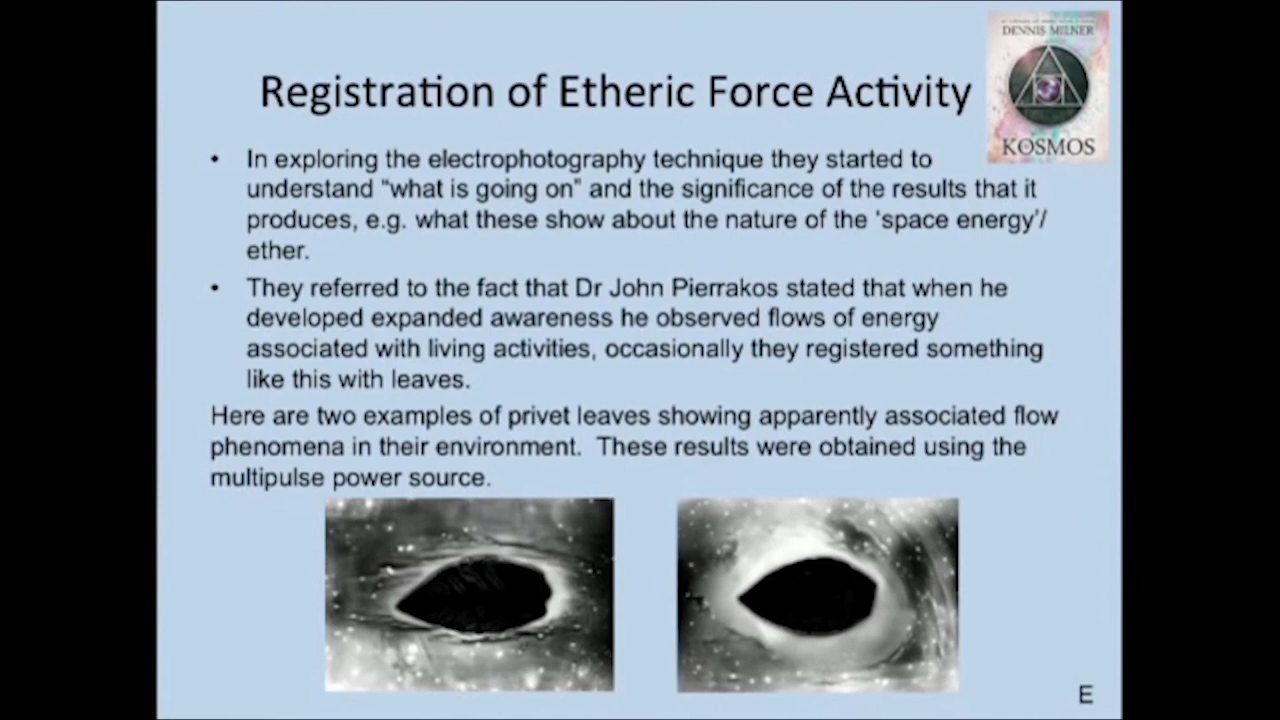 DENNIS MILNER
KOSMOS
Registration of Etheric Force Activity
• In exploring the electrophotography technique they started to
understand “what is going on” and the significance of the results that it
produces, e.g. what these show about the nature of the ‘space energy’/
ether.
• They referred to the fact that Dr John Pierrakos stated that when he
developed expanded awareness he observed flows of energy
associated with living activities, occasionally they registered something
like this with leaves.
Here are two examples of privet leaves showing apparently associated flow
phenomena in their environment.  These results were obtained using the
multipulse power source.
E